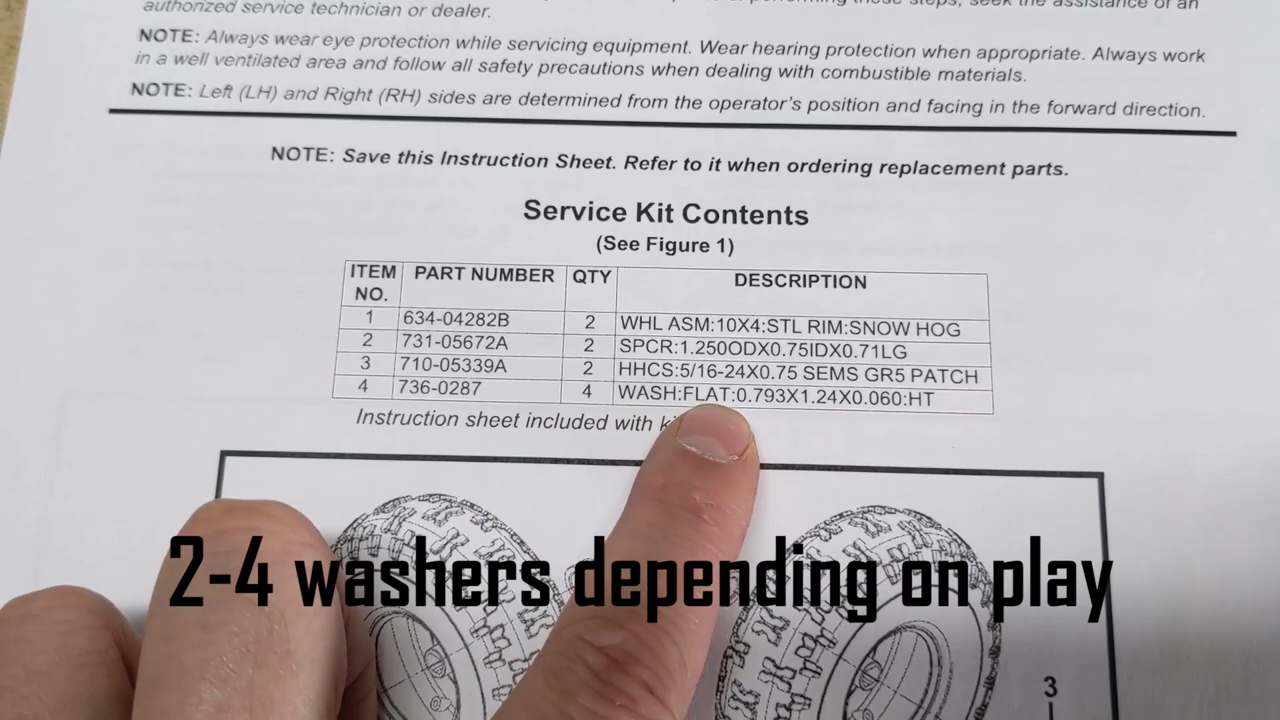 authorized service technician or dealer.
NOTE: Always wear eye protection while servicing equipment. Wear hearing protection when appropriate. Always work
in a well ventilated area and follow all safety precautions when dealing with combustible materials.
NOTE: Left (LH) and Right (RH) sides are determined from the operator's position and facing in the forward direction.
NOTE: Save this Instruction Sheet. Refer to it when ordering replacement parts.
Service Kit Contents
(See Figure 1)
ITEM NO. PART NUMBER QTY DESCRIPTION
1 634-04282B 2 WHL ASM:10X4:STL RIM:SNOW HOG
2 731-05672A 2 SPCR:1.250ODX0.75IDX0.71LG
3 710-05339A 2 HHCS:5/16-24X0.75 SEMS GR5 PATCH
4 736-0287 4 WASH:FLAT:0.793X1.24X0.060:HT
Instruction sheet included with
2-4 washers depending on play
3